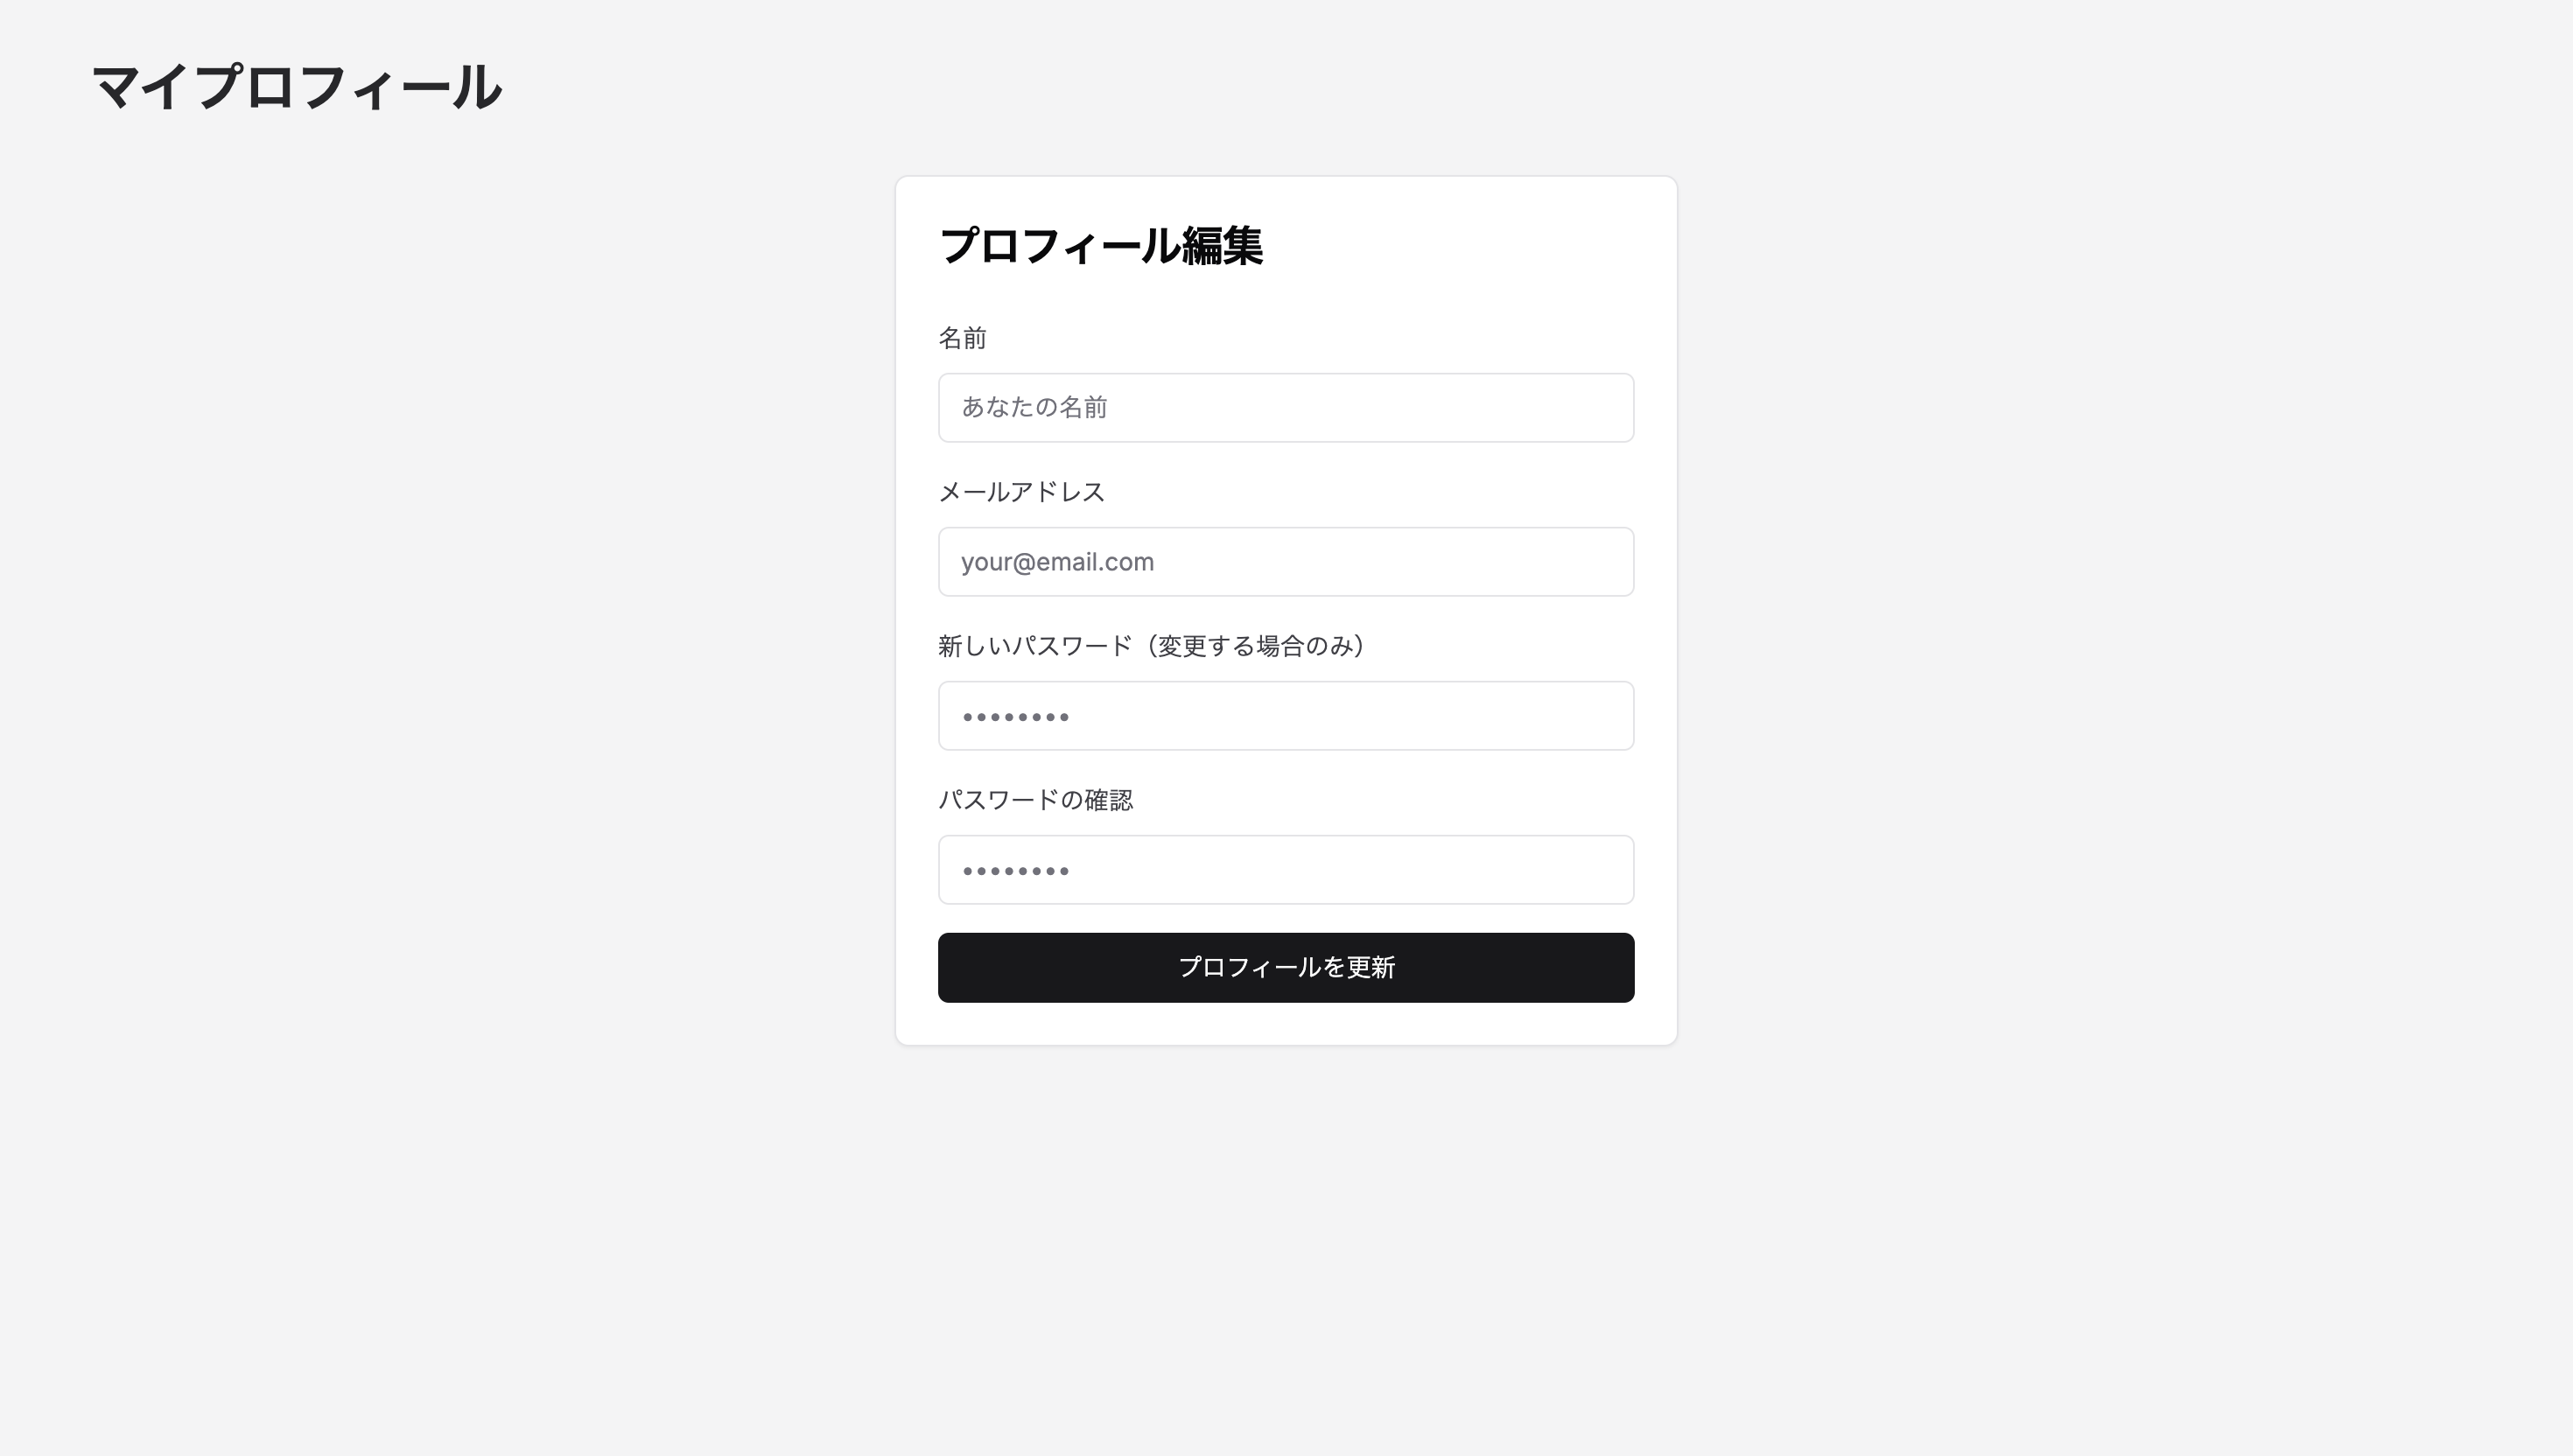 マイプロフィール
プロフィール編集
名前
あなたの名前
メールアドレス
your@email.com
新しいパスワード（変更する場合のみ）
••••••••
パスワードの確認
••••••••
プロフィールを更新